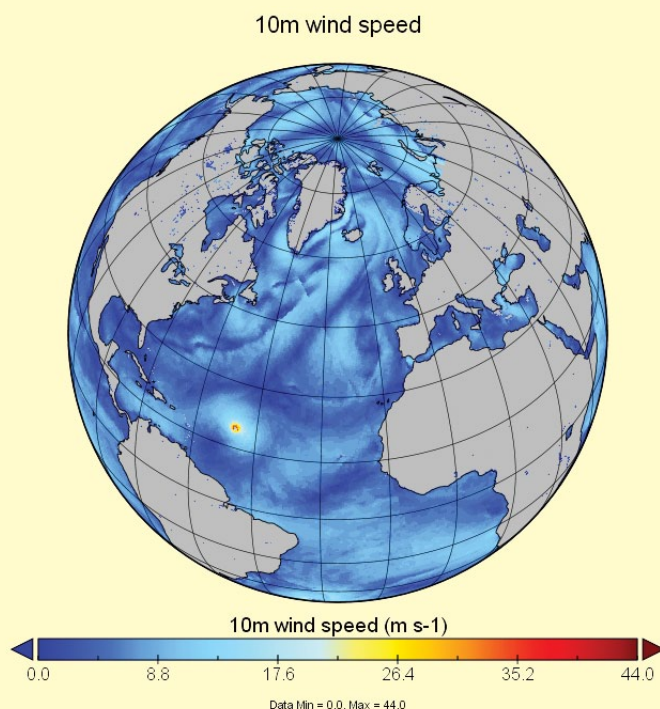 10m wind speed
10m wind speed (m s-1)
0.0 8.8 17.6 26.4 35.2 44.0
Data Min = 0.0, Max = 44.0